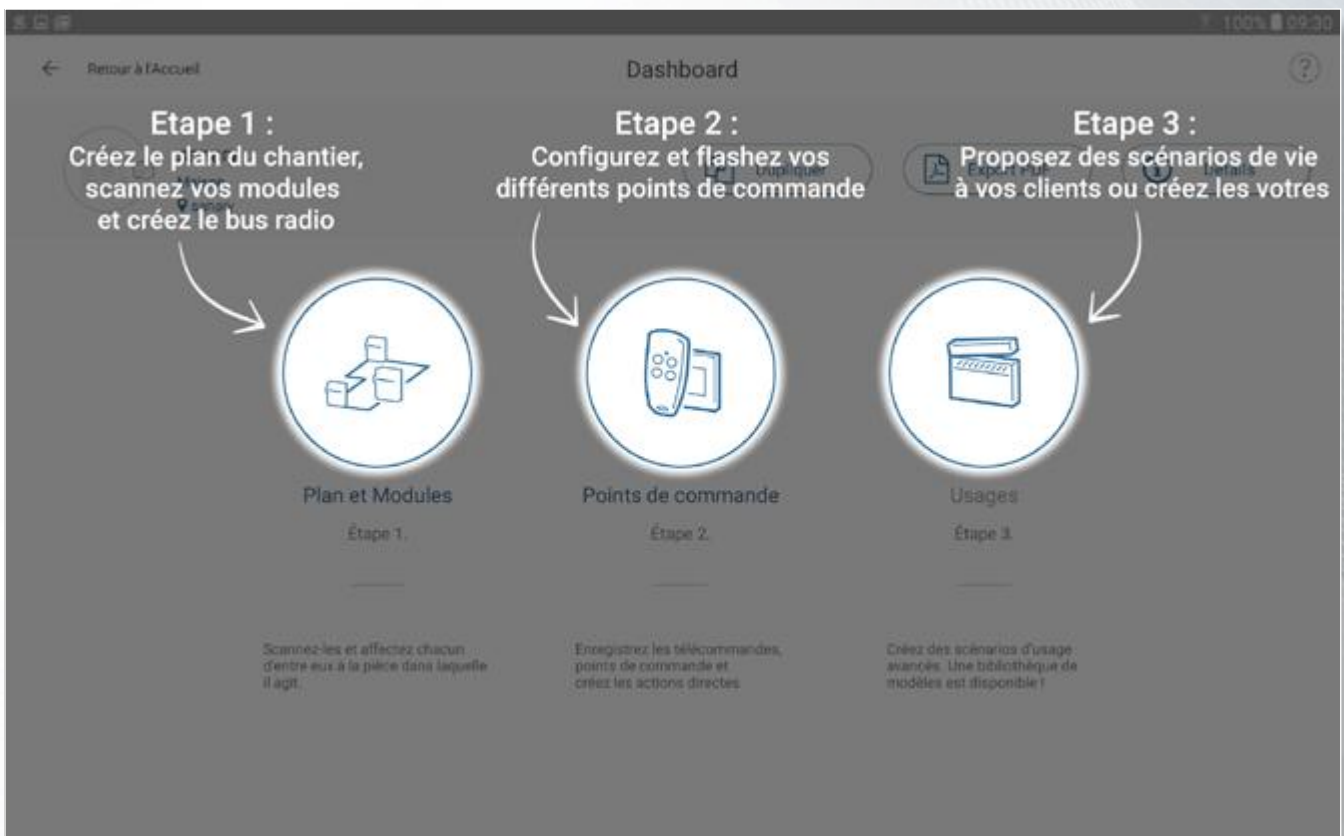 100% 09:30
Retour à l'Accueil
Dashboard
?
Etape 1 :
Créez le plan du chantier,
scannez vos modules
et créez le bus radio
Etape 2 :
Configurez et flashez vos
différents points de commande
Etape 3 :
Proposez des scénarios de vie
à vos clients ou créez les votres
Maison
Dupliquer
Export PDF
Détails
Plan et Modules
Étape 1.
Scannez-les et affectez chacun
d'entre eux à la pièce dans laquelle
il agit.
Points de commande
Étape 2.
Enregistrez les télécommandes,
points de commande et
créez les actions directes.
Usages
Étape 3.
Créez des scénarios d'usage
avancés. Une bibliothèque de
modèles est disponible !